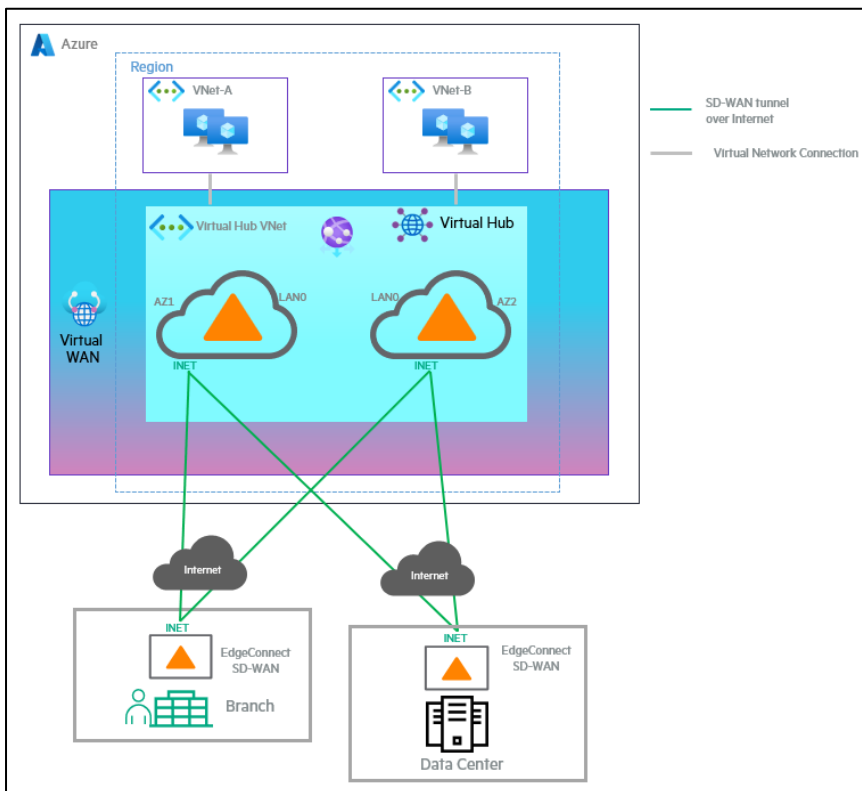 Azure
Region
VNet-A
VNet-B
SD-WAN tunnel
over Internet
Virtual Network Connection
Virtual Hub VNet
Virtual Hub
AZ1
LAN0
LAN0
AZ2
Virtual
WAN
INET
INET
Internet
Internet
INET
EdgeConnect
SD-WAN
Branch
INET
EdgeConnect
SD-WAN
Data Center